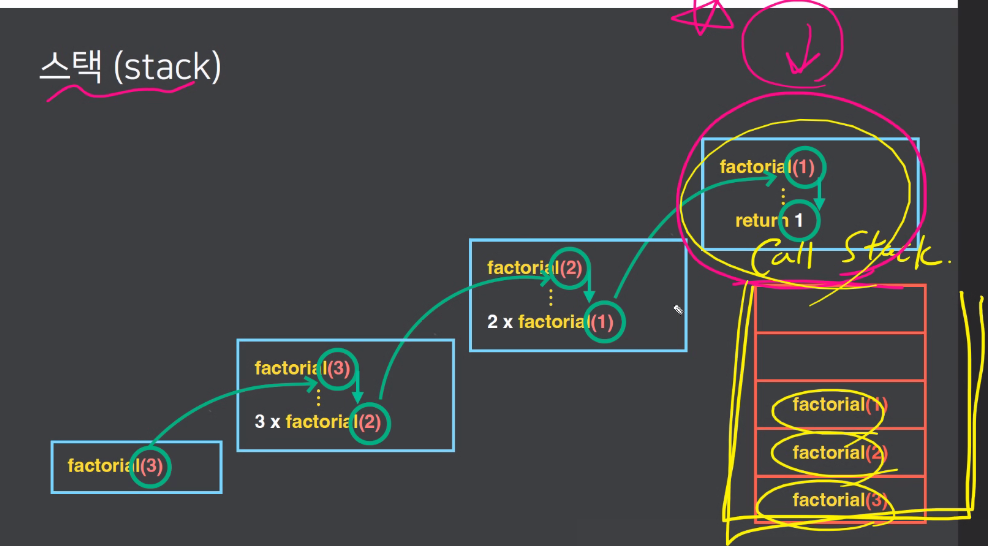 스택 (stack)
factorial(1)
return 1
Call Stack.
factorial(2)
2 x factorial(1)
factorial(3)
3 x factorial(2)
factorial(3)
factorial(1)
factorial(2)
factorial(3)